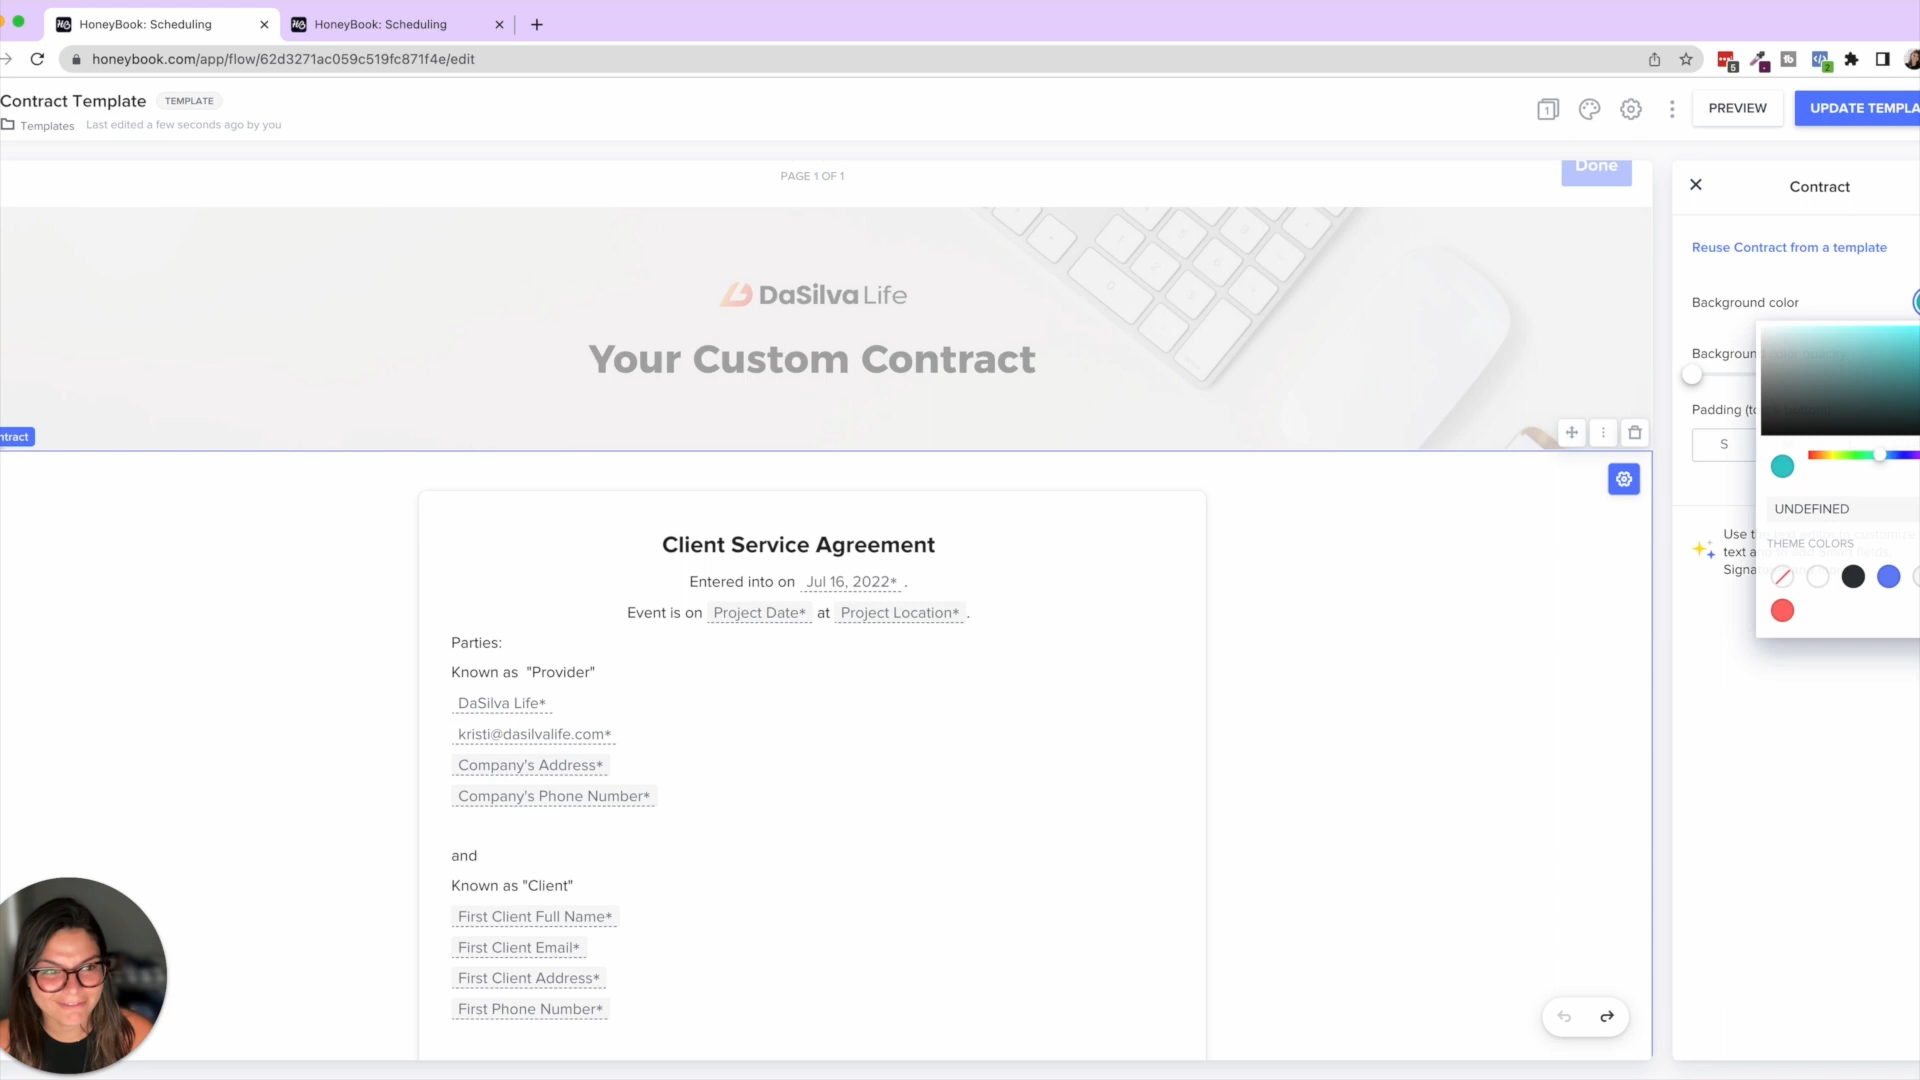 HoneyBook: Scheduling
HoneyBook: Scheduling
honeybook.com/app/flow/62d3271ac059c519fc871f4e/edit
5
2
Contract Template
TEMPLATE
Templates
Last edited a few seconds ago by you
1
PREVIEW
UPDATE TEMPLA
PAGE 1 OF 1
Done
DaSilva Life
Your Custom Contract
ntract
Client Service Agreement
Entered into on Jul 16, 2022* .
Event is on Project Date* at Project Location* .
Parties:
Known as "Provider"
DaSilva Life*
kristi@dasilvalife.com*
Company's Address*
Company's Phone Number*
and
Known as "Client"
First Client Full Name*
First Client Email*
First Client Address*
First Phone Number*
Contract
Reuse Contract from a template
Background color
Backgroun
Padding (to
S
UNDEFINED
THEME COLORS
Use t
text a
Signa